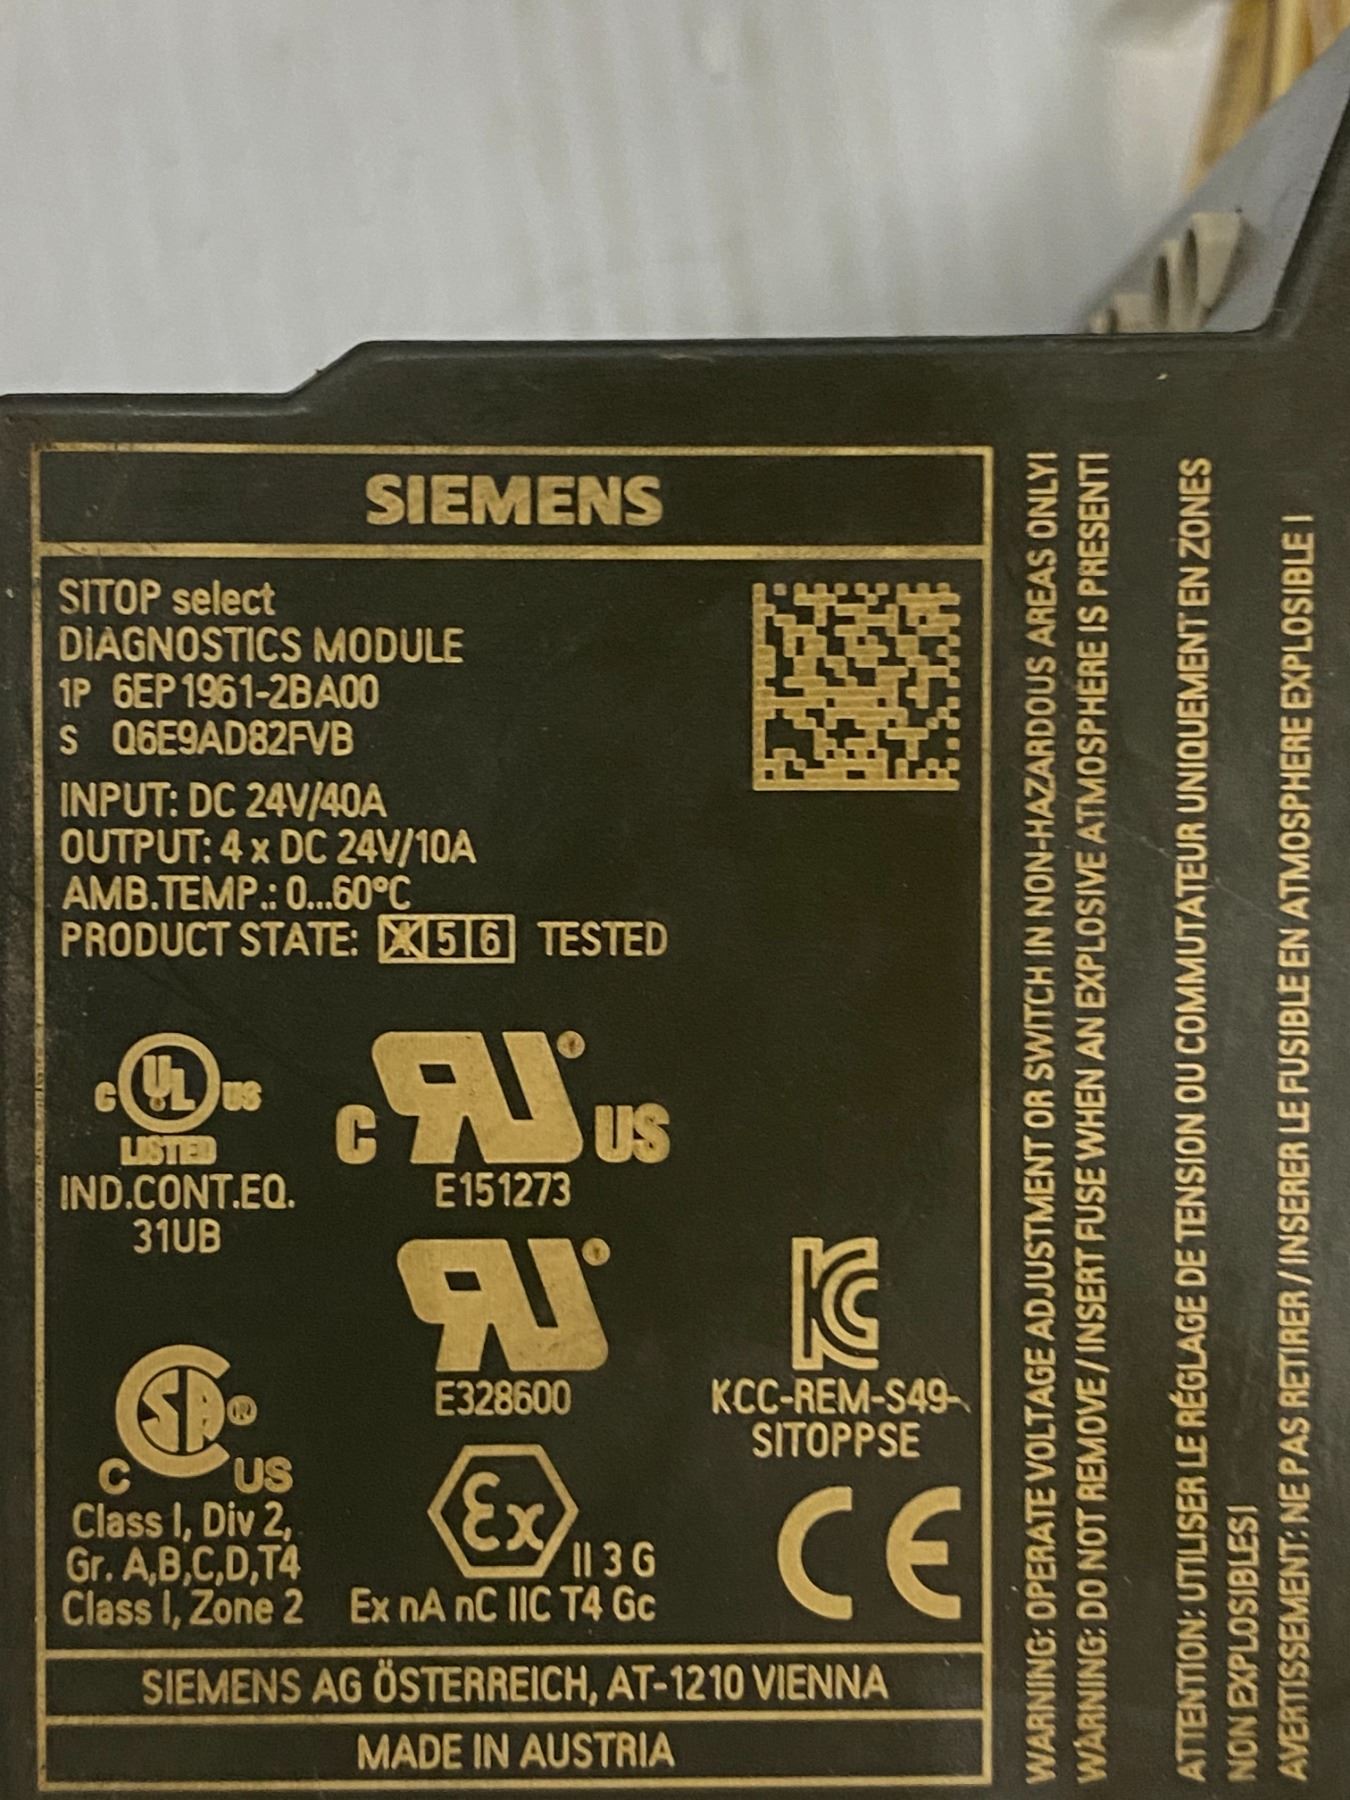 SIEMENS
SITOP select
DIAGNOSTICS MODULE
1P 6EP1961-2BA00
S Q6E9AD82FVB
INPUT: DC 24V/40A
OUTPUT: 4 x DC 24V/10A
AMB.TEMP.: 0...60°C
PRODUCT STATE: 5 6 TESTED
C UL US
LISTED
IND.CONT.EQ.
31UB
C RU ® US
E151273
RU ®
E328600
KC
KCC-REM-S49-
SITOPPSE
C SA ® US
Class I, Div 2,
Gr. A,B,C,D,T4
Class I, Zone 2
Ex II 3 G
Ex nA nC IIC T4 Gc
CE
SIEMENS AG ÖSTERREICH, AT-1210 VIENNA
MADE IN AUSTRIA
WARNING: OPERATE VOLTAGE ADJUSTMENT OR SWITCH IN NON-HAZARDOUS AREAS ONLY!
WARNING: DO NOT REMOVE / INSERT FUSE WHEN AN EXPLOSIVE ATMOSPHERE IS PRESENT!
ATTENTION: UTILISER LE RÉGLAGE DE TENSION OU COMMUTATEUR UNIQUEMENT EN ZONES
NON EXPLOSIBLES!
AVERTISSEMENT: NE PAS RETIRER / INSERER LE FUSIBLE EN ATMOSPHERE EXPLOSIBLE !